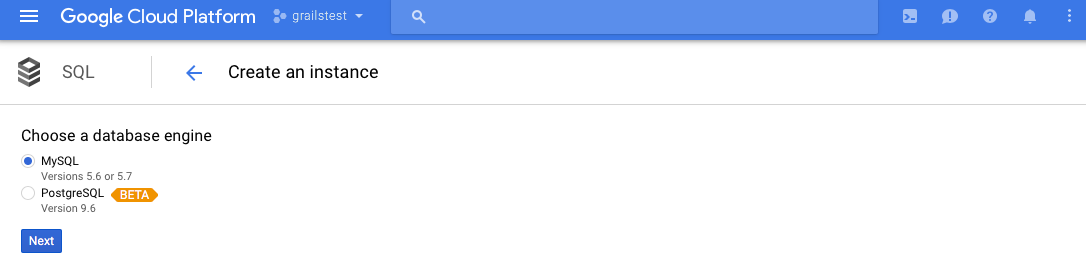 Google Cloud Platform grailstest
SQL Create an instance
Choose a database engine
MySQL
Versions 5.6 or 5.7
PostgreSQL BETA
Version 9.6
Next